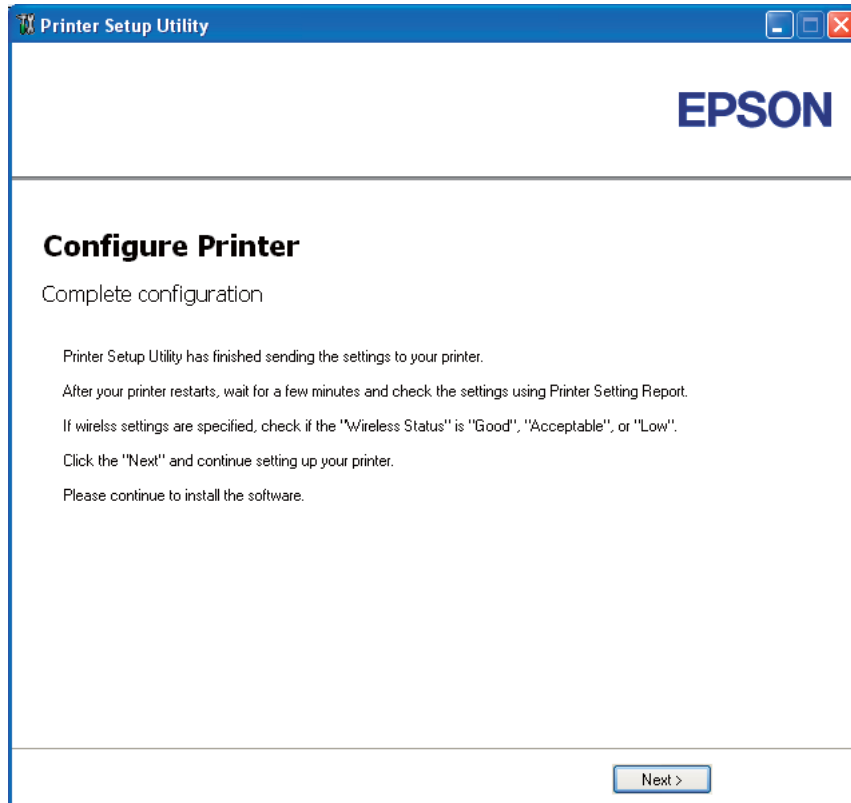 Printer Setup Utility
EPSON
Configure Printer
Complete configuration
Printer Setup Utility has finished sending the settings to your printer.
After your printer restarts, wait for a few minutes and check the settings using Printer Setting Report.
If wirelss settings are specified, check if the "Wireless Status" is "Good", "Acceptable", or "Low".
Click the "Next" and continue setting up your printer.
Please continue to install the software.
Next >